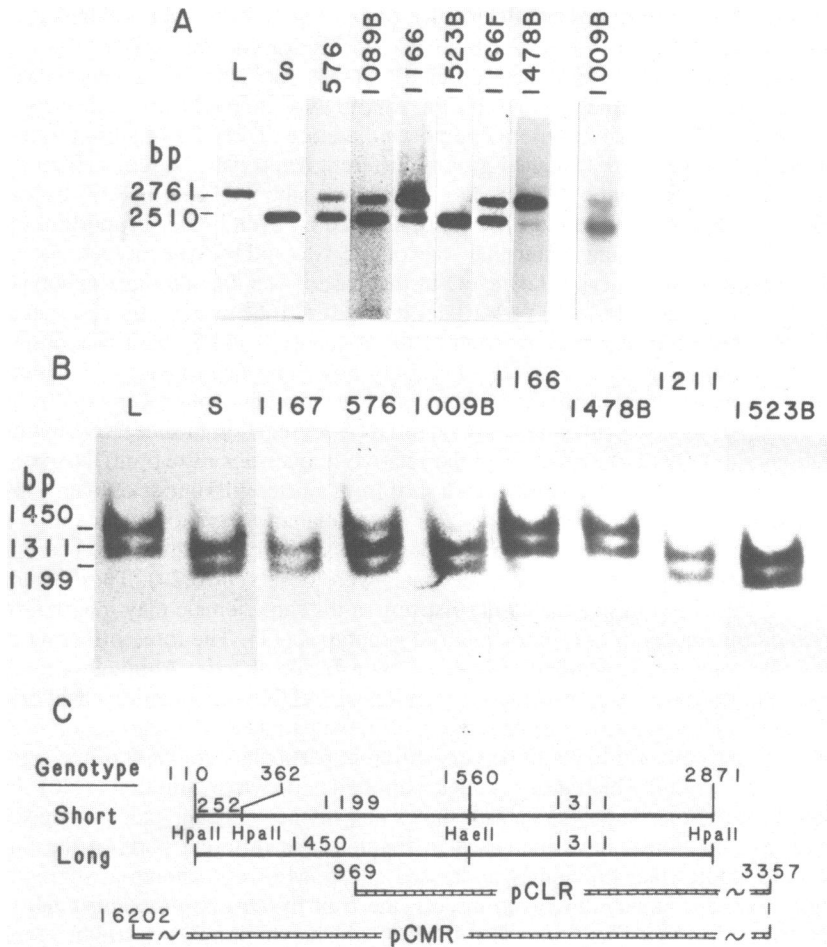 A
L S 576 1089B 1166 1523B 1166F 1478B 1009B
bp
2761
2510
B
L S 1167 576 1009B 1166 1478B 1211 1523B
bp
1450
1311
1199
C
Genotype 110 362 1560 2871
Short 252 1199 1311
HpaII HpaII HaeII HpaII
Long 1450 1311
969 pCLR ~ 3357
16202
~ pCMR ~